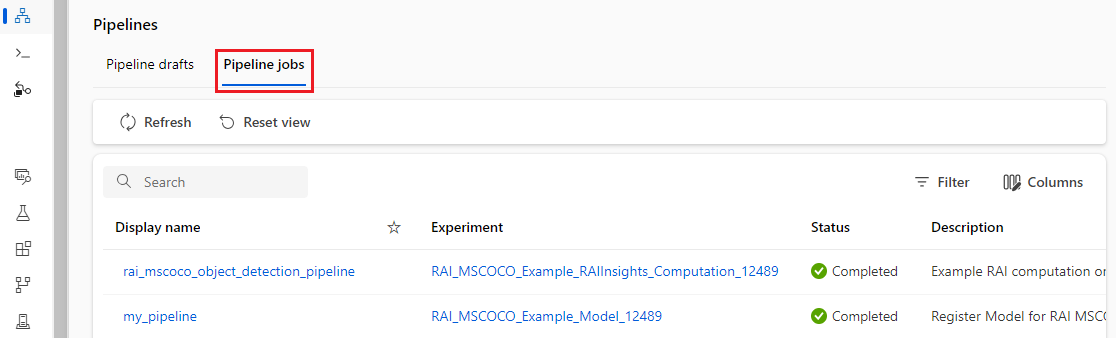 Pipelines
Pipeline drafts Pipeline jobs
Refresh Reset view
Search Filter Columns
Display name Experiment Status Description
rai_mscoco_object_detection_pipeline RAI_MSCOCO_Example_RAIInsights_Computation_12489 Completed Example RAI computation or
my_pipeline RAI_MSCOCO_Example_Model_12489 Completed Register Model for RAI MSCO